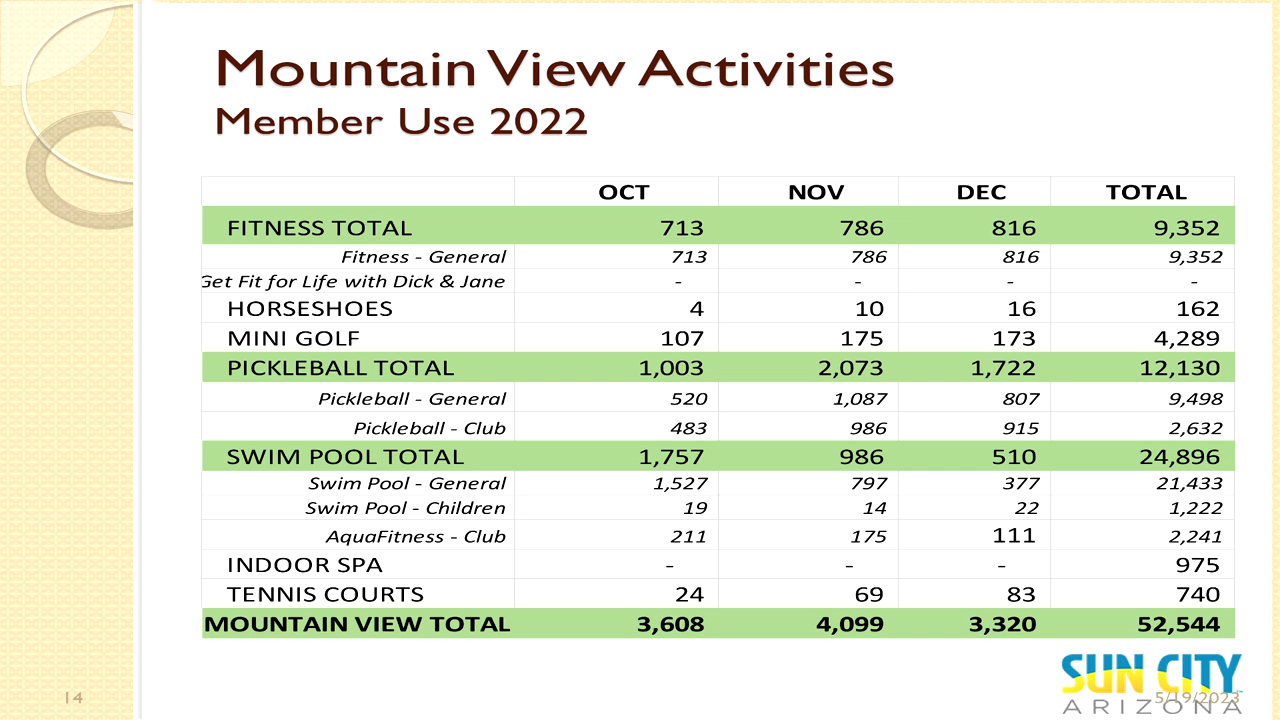 Mountain View Activities
Member Use 2022
OCT NOV DEC TOTAL
FITNESS TOTAL 713 786 816 9,352
Fitness - General 713 786 816 9,352
Get Fit for Life with Dick & Jane - - - -
HORSESHOES 4 10 16 162
MINI GOLF 107 175 173 4,289
PICKLEBALL TOTAL 1,003 2,073 1,722 12,130
Pickleball - General 520 1,087 807 9,498
Pickleball - Club 483 986 915 2,632
SWIM POOL TOTAL 1,757 986 510 24,896
Swim Pool - General 1,527 797 377 21,433
Swim Pool - Children 19 14 22 1,222
AquaFitness - Club 211 175 111 2,241
INDOOR SPA - - - 975
TENNIS COURTS 24 69 83 740
MOUNTAIN VIEW TOTAL 3,608 4,099 3,320 52,544
SUN CITY
ARIZONA
14 5/19/2023